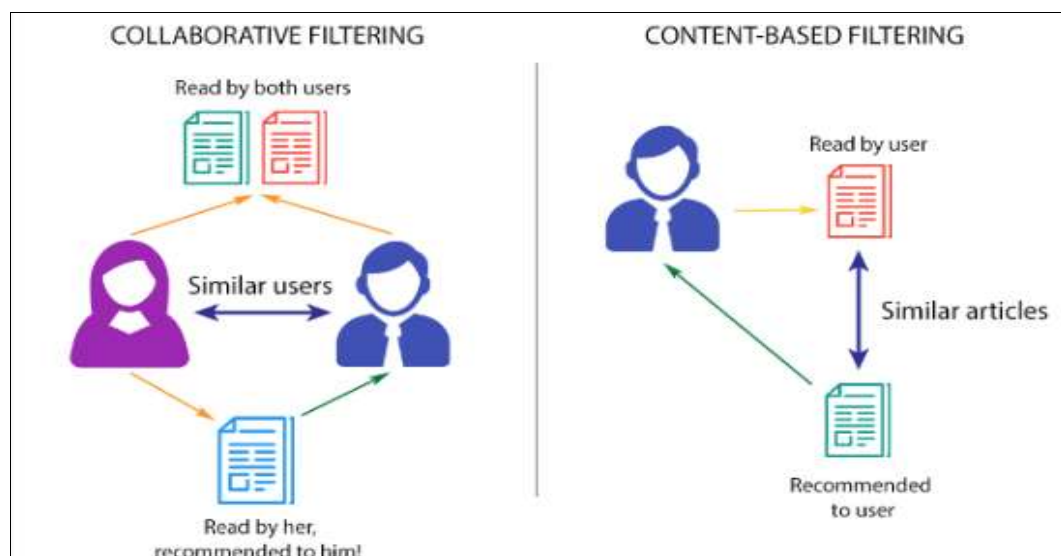 COLLABORATIVE FILTERING
Read by both users
Similar users
Read by her,
recommended to him!
CONTENT-BASED FILTERING
Read by user
Similar articles
Recommended
to user